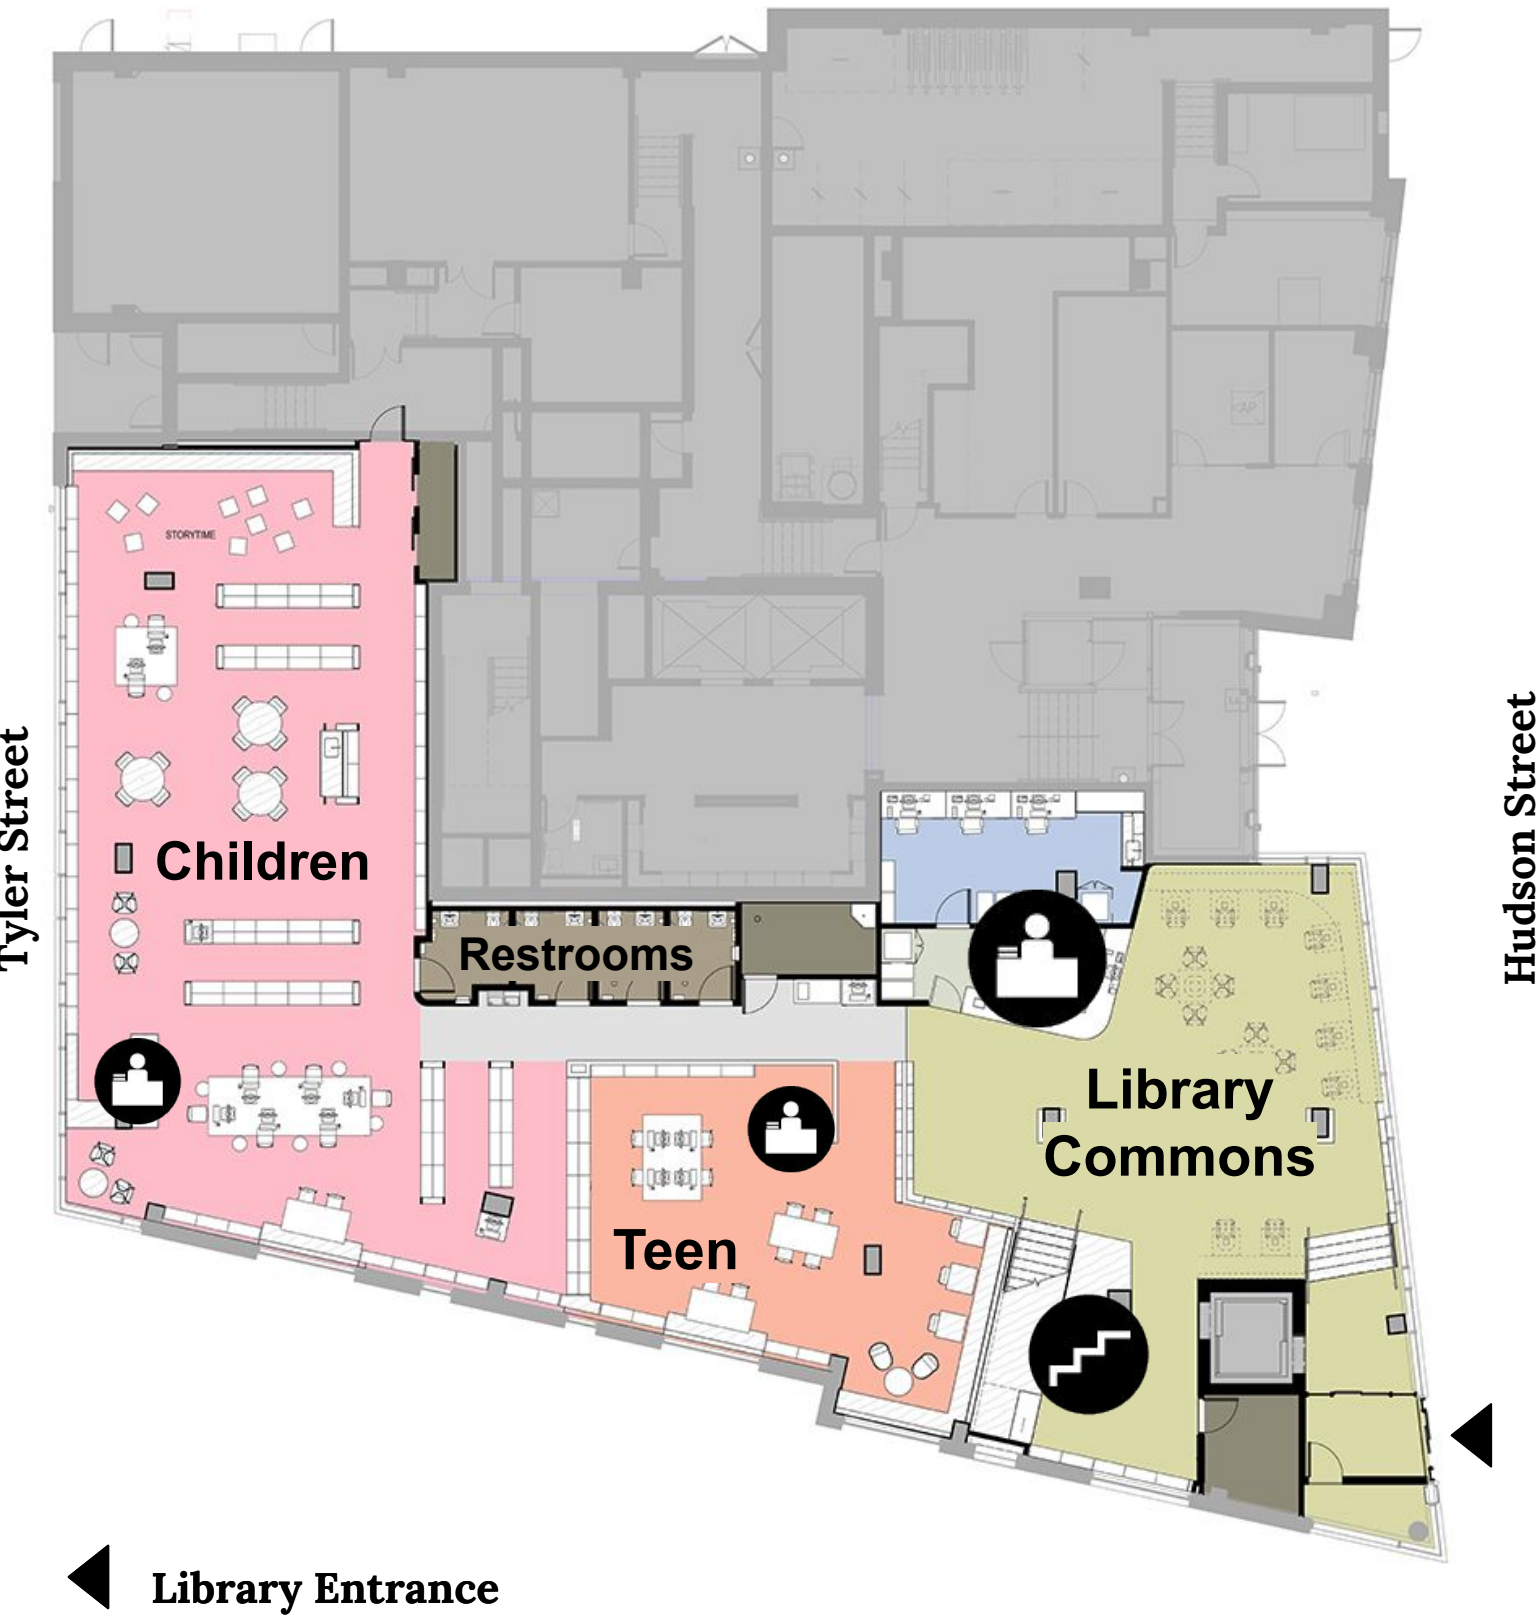 STORYTIME
Tyler Street
Hudson Street
Children
Restrooms
Library
Commons
Teen
Library Entrance